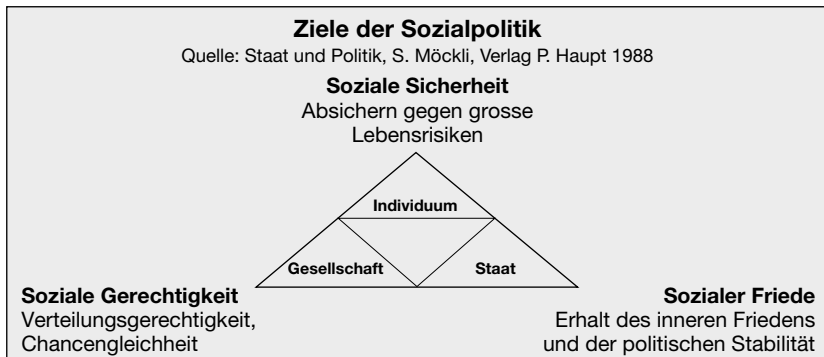 Ziele der Sozialpolitik
Quelle: Staat und Politik, S. Möckli, Verlag P. Haupt 1988
Soziale Sicherheit
Absichern gegen grosse
Lebensrisiken
Individuum
Gesellschaft
Staat
Soziale Gerechtigkeit
Verteilungsgerechtigkeit,
Chancengleichheit
Sozialer Friede
Erhalt des inneren Friedens
und der politischen Stabilität